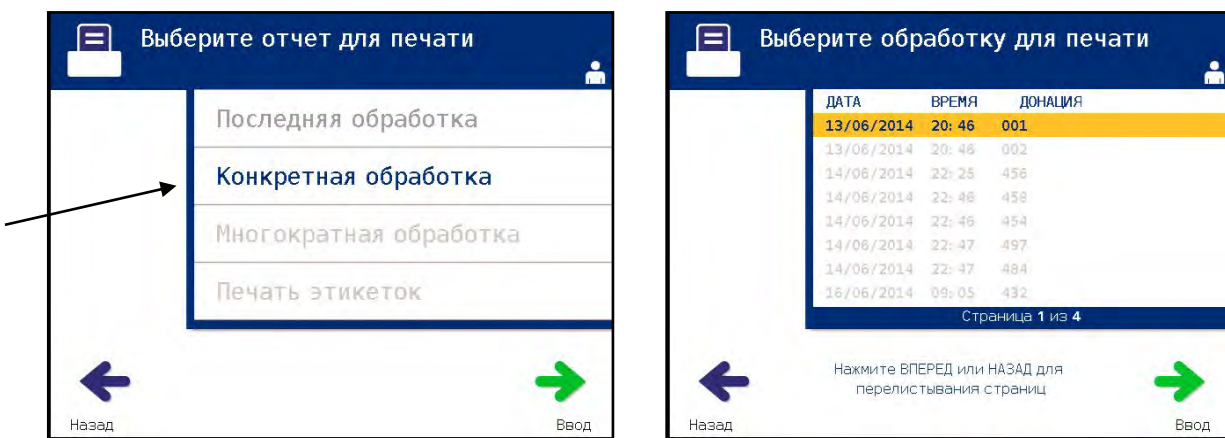 Выберите отчет для печати
Последняя обработка
Конкретная обработка
Многократная обработка
Печать этикеток
Назад
Ввод
Выберите обработку для печати
ДАТА ВРЕМЯ ДОНАЦИЯ
13/06/2014 20:46 001
13/06/2014 20:46 002
14/06/2014 22:25 456
14/06/2014 22:46 458
14/06/2014 22:46 454
14/06/2014 22:47 497
14/06/2014 22:47 484
16/06/2014 09:05 432
Страница 1 из 4
Нажмите ВПЕРЕД или НАЗАД для
перелистывания страниц
Назад
Ввод